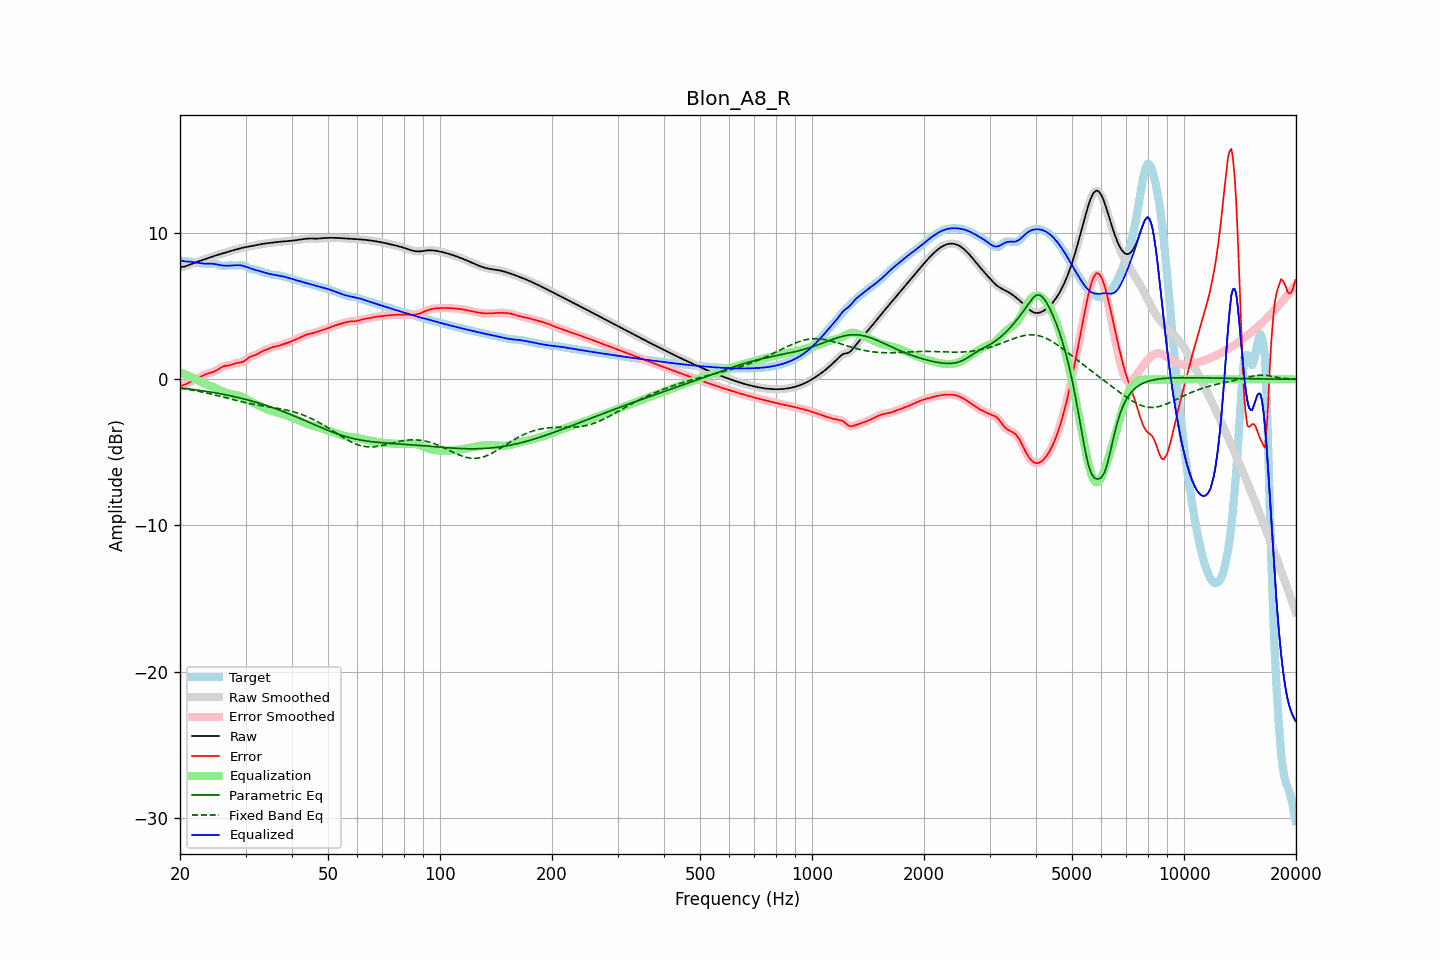 Blon_A8_R
Amplitude (dBr)
10
0
−10
−20
−30
Target
Raw Smoothed
Error Smoothed
Raw
Error
Equalization
Parametric Eq
Fixed Band Eq
Equalized
20 50 100 200 500 1000 2000 5000 10000 20000
Frequency (Hz)